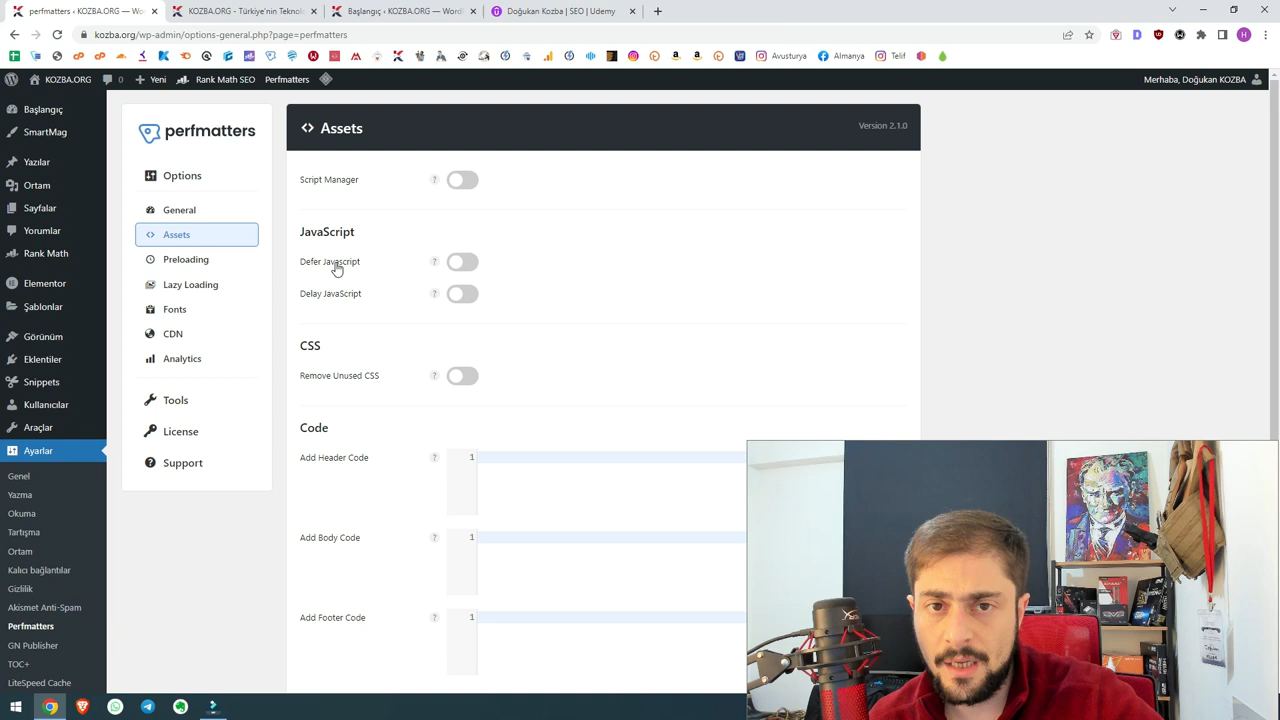 perfmatters ‹ KOZBA.ORG — Wo
KOZBA.ORG - Türkiye'nin Teknolo
Başlangıç ‹ KOZBA.ORG — Word
Doğukan Kozba | SEO | Udemy
kozba.org/wp-admin/options-general.php?page=perfmatters
Avusturya
Almanya
Telif
KOZBA.ORG
0
Yeni
Rank Math SEO
Perfmatters
Merhaba, Doğukan KOZBA
Başlangıç
SmartMag
Yazılar
Ortam
Sayfalar
Yorumlar
Rank Math
Elementor
Şablonlar
Görünüm
Eklentiler
Snippets
Kullanıcılar
Araçlar
Ayarlar
Genel
Yazma
Okuma
Tartışma
Ortam
Kalıcı bağlantılar
Gizlilik
Akismet Anti-Spam
Perfmatters
GN Publisher
TOC+
LiteSpeed Cache
perfmatters
Options
General
Assets
Preloading
Lazy Loading
Fonts
CDN
Analytics
Tools
License
Support
Assets
Version 2.1.0
Script Manager ?
JavaScript
Defer Javascript ?
Delay JavaScript ?
CSS
Remove Unused CSS ?
Code
Add Header Code ? 1
Add Body Code ? 1
Add Footer Code ? 1